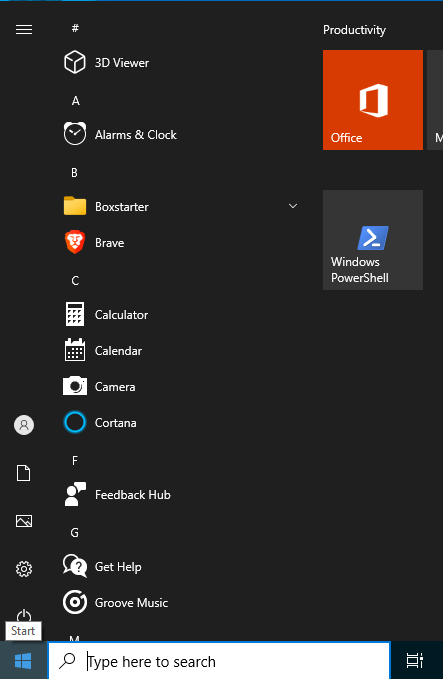 #
3D Viewer
A
Alarms & Clock
B
Boxstarter
Brave
C
Calculator
Calendar
Camera
Cortana
F
Feedback Hub
G
Get Help
Groove Music
M
Productivity
Office
M
Windows
PowerShell
Start
Type here to search